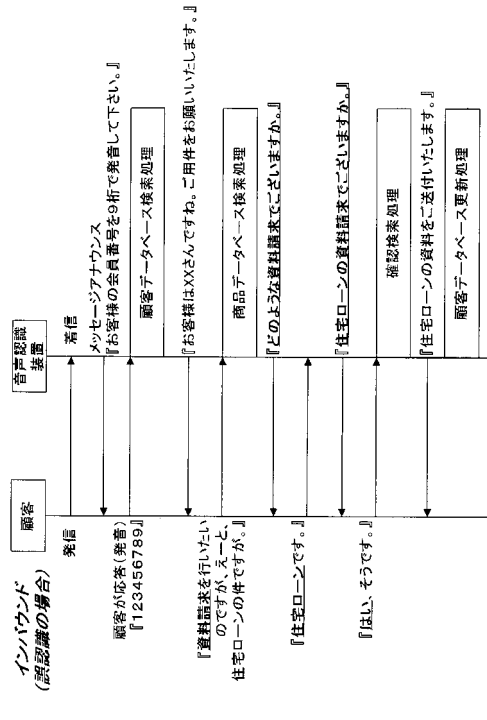 インバウンド
(誤認識の場合)
顧客
音声認識
装置
発信
着信
メッセージアナウンス
『お客様の会員番号を9桁で発音して下さい。』
顧客が応答(発音)
『123456789』
顧客データベース検索処理
『お客様はXXさんですね。ご用件をお願いいたします。』
『資料請求を行いたい
のですが、えーと、
住宅ローンの件ですが。』
商品データベース検索処理
『どのような資料請求でございますか。』
『住宅ローンです。』
『住宅ローンの資料請求でございますか。』
『はい、そうです。』
確認検索処理
『住宅ローンの資料をご送付いたします。』
顧客データベース更新処理